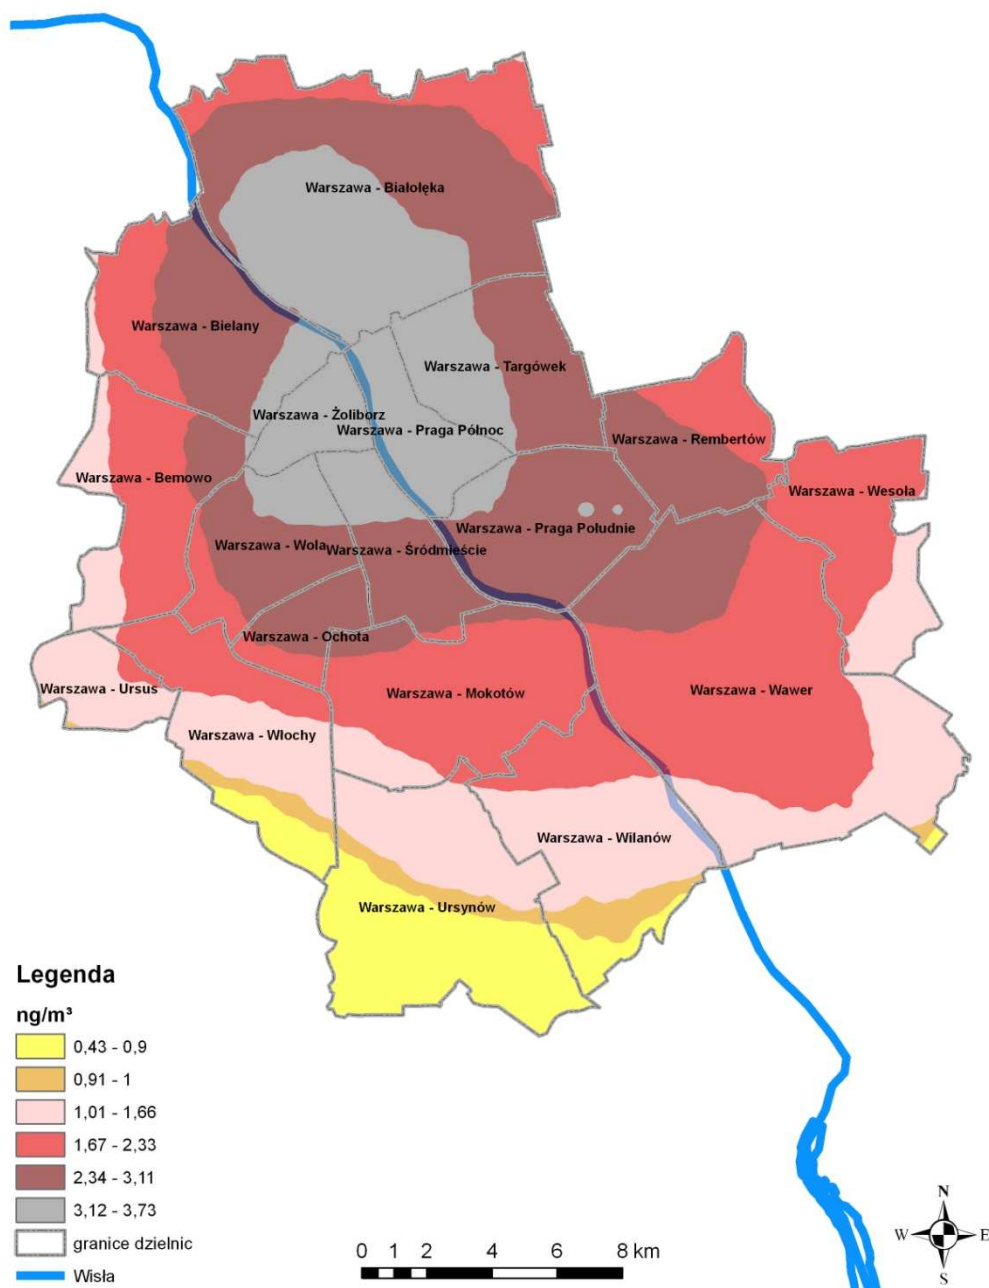 Warszawa - Białołęka
Warszawa - Bielany
Warszawa - Targówek
Warszawa - Żoliborz
Warszawa - Praga Północ
Warszawa - Rembertów
Warszawa - Bemowo
Warszawa - Wesoła
Warszawa - Praga Południe
Warszawa - Wola
Warszawa - Śródmieście
Warszawa - Ochota
Warszawa - Ursus
Warszawa - Mokotów
Warszawa - Wawer
Warszawa - Włochy
Warszawa - Wilanów
Warszawa - Ursynów
Legenda
ng/m³
0,43 - 0,9
0,91 - 1
1,01 - 1,66
1,67 - 2,33
2,34 - 3,11
3,12 - 3,73
granice dzielnic
Wisła
0 1 2 4 6 8 km
N
W E
S